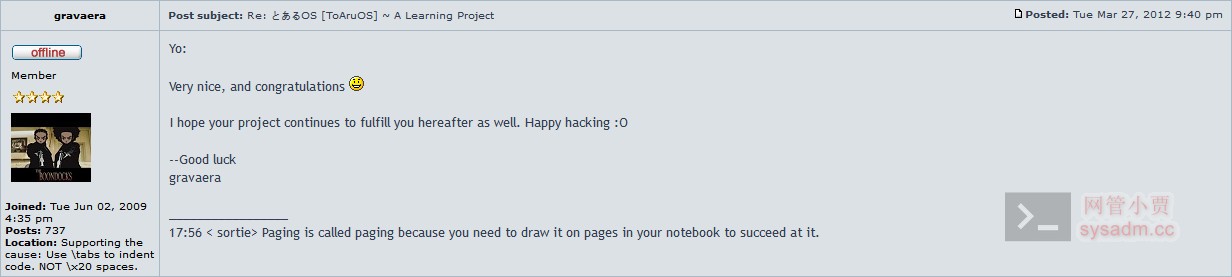 gravaera
Post subject: Re: とあるOS [ToAruOS] ~ A Learning Project
Posted: Tue Mar 27, 2012 9:40 pm
offline
Member
THE BOONDOCKS
Joined: Tue Jun 02, 2009
4:35 pm
Posts: 737
Location: Supporting the
cause: Use \tabs to indent
code. NOT \x20 spaces.
Yo:
Very nice, and congratulations
I hope your project continues to fulfill you hereafter as well. Happy hacking :O
--Good luck
gravaera
_________________
17:56 < sortie> Paging is called paging because you need to draw it on pages in your notebook to succeed at it.
网管小贾
sysadm.cc